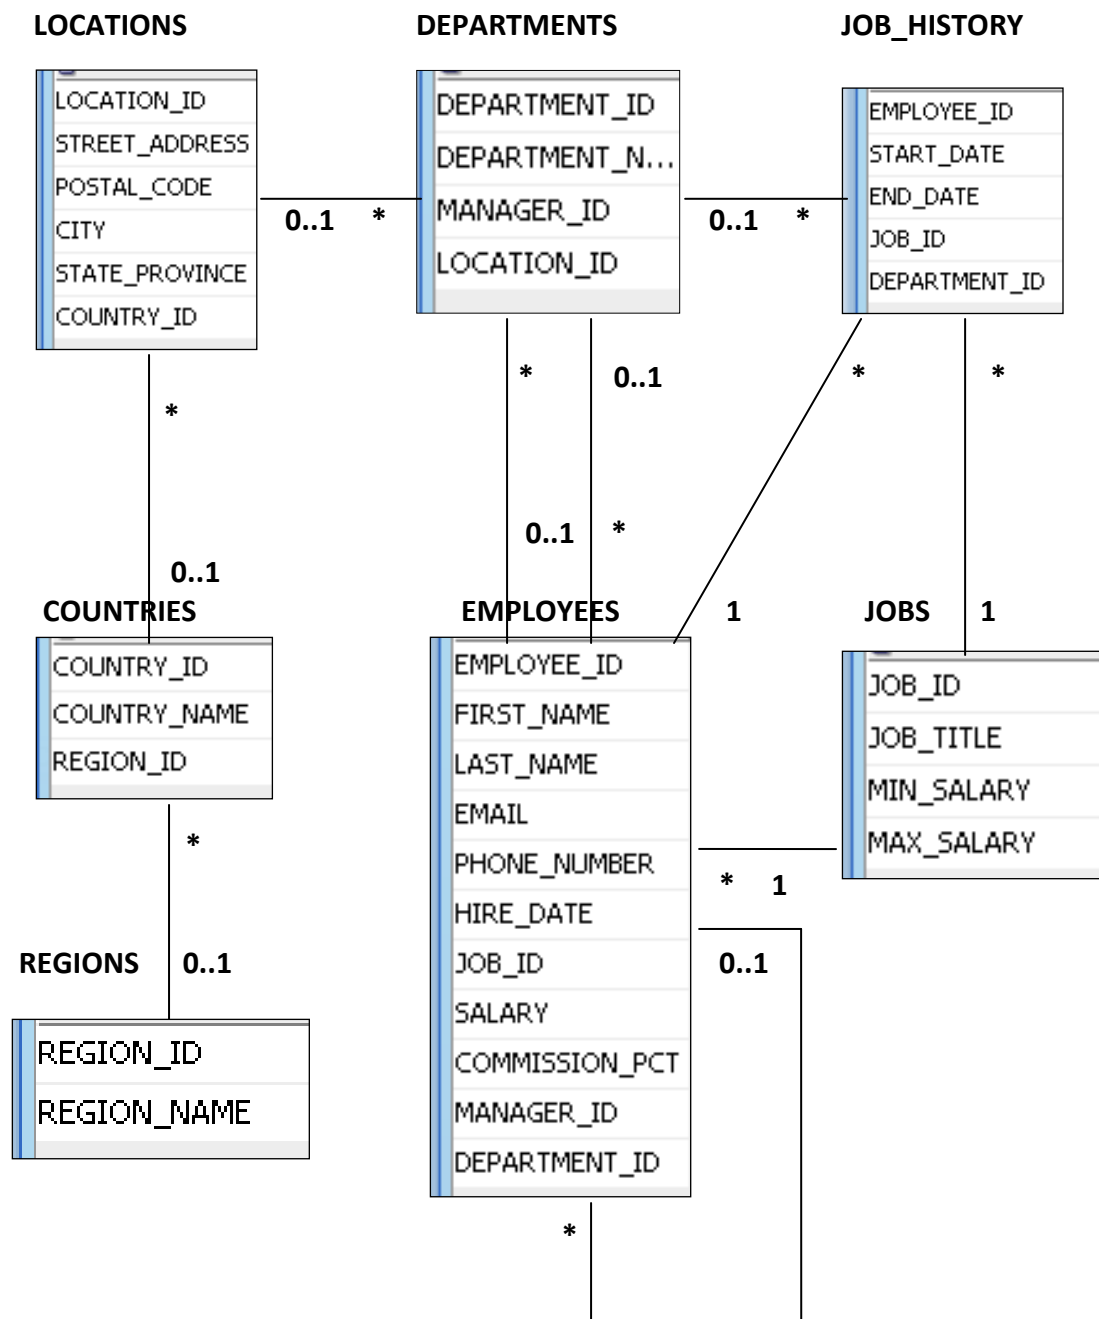 LOCATIONS
LOCATION_ID
STREET_ADDRESS
POSTAL_CODE
CITY
STATE_PROVINCE
COUNTRY_ID
0..1 *
DEPARTMENTS
DEPARTMENT_ID
DEPARTMENT_N...
MANAGER_ID
LOCATION_ID
0..1 *
JOB_HISTORY
EMPLOYEE_ID
START_DATE
END_DATE
JOB_ID
DEPARTMENT_ID
*
0..1
* 0..1
0..1 *
* *
COUNTRIES
COUNTRY_ID
COUNTRY_NAME
REGION_ID
*
0..1
EMPLOYEES
1
EMPLOYEE_ID
FIRST_NAME
LAST_NAME
EMAIL
PHONE_NUMBER
HIRE_DATE
JOB_ID
SALARY
COMMISSION_PCT
MANAGER_ID
DEPARTMENT_ID
JOBS 1
JOB_ID
JOB_TITLE
MIN_SALARY
MAX_SALARY
* 1
0..1
*
REGIONS
REGION_ID
REGION_NAME